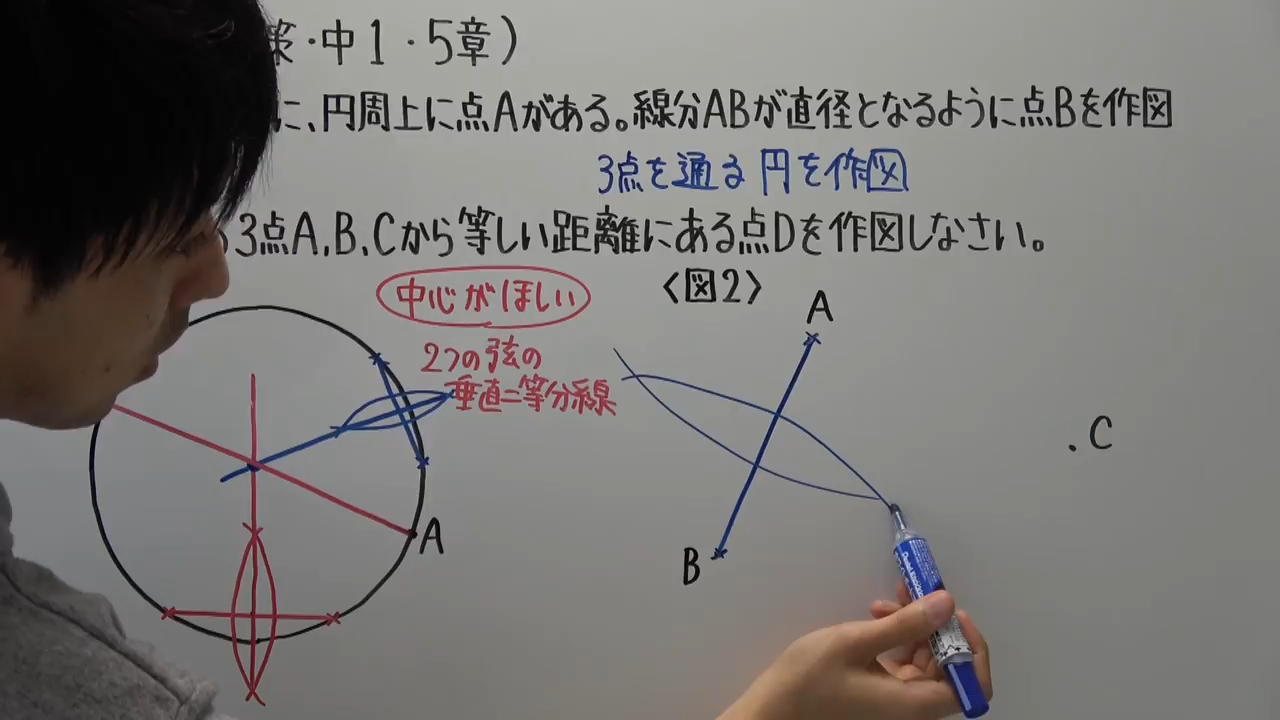 策・中1・5章)
に、円周上に点Aがある。線分ABが直径となるように点Bを作図
3点を通る円を作図
3点A,B,Cから等しい距離にある点Dを作図しなさい。
中心がほしい
〈図2〉
2つの弦の
垂直二等分線
A
C
A
B